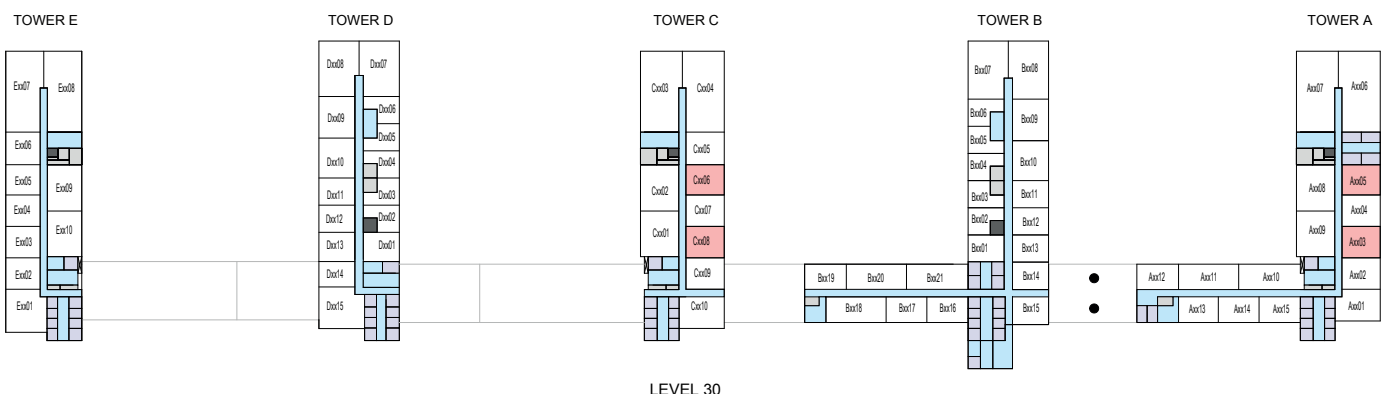 TOWER E
TOWER D
TOWER C
TOWER B
TOWER A
Exx07
Exx08
Exx06
Exx05
Exx09
Exx04
Exx03
Exx10
Exx02
Exx01
Dxx08
Dxx07
Dxx09
Dxx06
Dxx05
Dxx10
Dxx04
Dxx11
Dxx03
Dxx12
Dxx02
Dxx13
Dxx01
Dxx14
Dxx15
Cxx03
Cxx04
Cxx05
Cxx02
Cxx06
Cxx07
Cxx01
Cxx08
Cxx09
Cxx10
Bxx07
Bxx08
Bxx06
Bxx09
Bxx05
Bxx04
Bxx10
Bxx03
Bxx11
Bxx02
Bxx12
Bxx01
Bxx13
Bxx19
Bxx20
Bxx21
Bxx14
Bxx18
Bxx17
Bxx16
Bxx15
Axx07
Axx06
Axx08
Axx05
Axx04
Axx09
Axx03
Axx12
Axx11
Axx10
Axx02
Axx13
Axx14
Axx15
Axx01
LEVEL 30